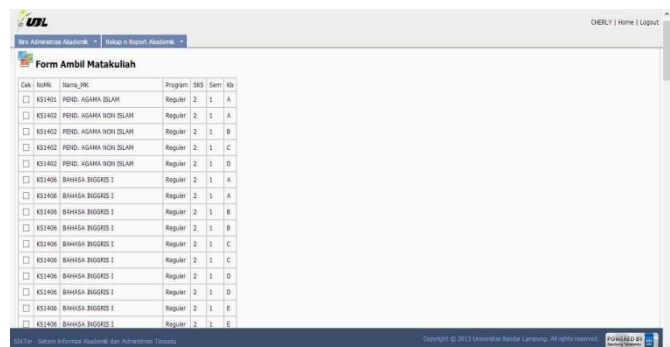 UBL
CHERLY | Home | Logout
Biro Administrasi Akademik
Rekap n Report Akademik
Form Ambil Matakuliah
Cek NoMk Nama_MK Program SKS Sem Kls
KS1401 PEND. AGAMA ISLAM Reguler 2 1 A
KS1402 PEND. AGAMA NON ISLAM Reguler 2 1 A
KS1402 PEND. AGAMA NON ISLAM Reguler 2 1 B
KS1402 PEND. AGAMA NON ISLAM Reguler 2 1 C
KS1402 PEND. AGAMA NON ISLAM Reguler 2 1 D
KS1406 BAHASA INGGRIS I Reguler 2 1 A
KS1406 BAHASA INGGRIS I Reguler 2 1 A
KS1406 BAHASA INGGRIS I Reguler 2 1 B
KS1406 BAHASA INGGRIS I Reguler 2 1 B
KS1406 BAHASA INGGRIS I Reguler 2 1 C
KS1406 BAHASA INGGRIS I Reguler 2 1 C
KS1406 BAHASA INGGRIS I Reguler 2 1 D
KS1406 BAHASA INGGRIS I Reguler 2 1 D
KS1406 BAHASA INGGRIS I Reguler 2 1 E
KS1406 BAHASA INGGRIS I Reguler 2 1 E
SIATer - Sistem Informasi Akademik dan Administrasi Terpadu
Copyright © 2013 Universitas Bandar Lampung. All rights reserved.
POWERED BY